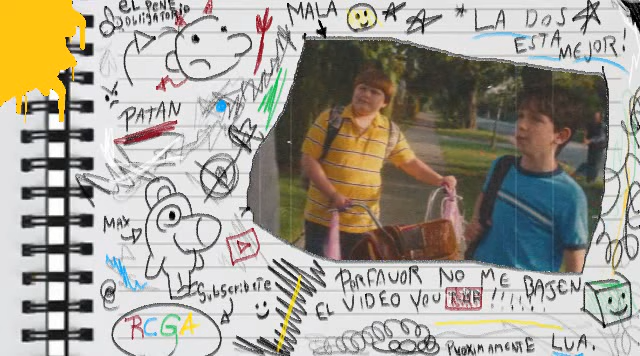 EL PENE
obligatorio
MALA
LA DOS
ESTA
MEJOR!
PATAN
MAX
Subscribete
RCGA
PORFAVOR NO ME BAJEN
EL VIDEO YOU !!!!!
PROXIMAMENTE LUA.